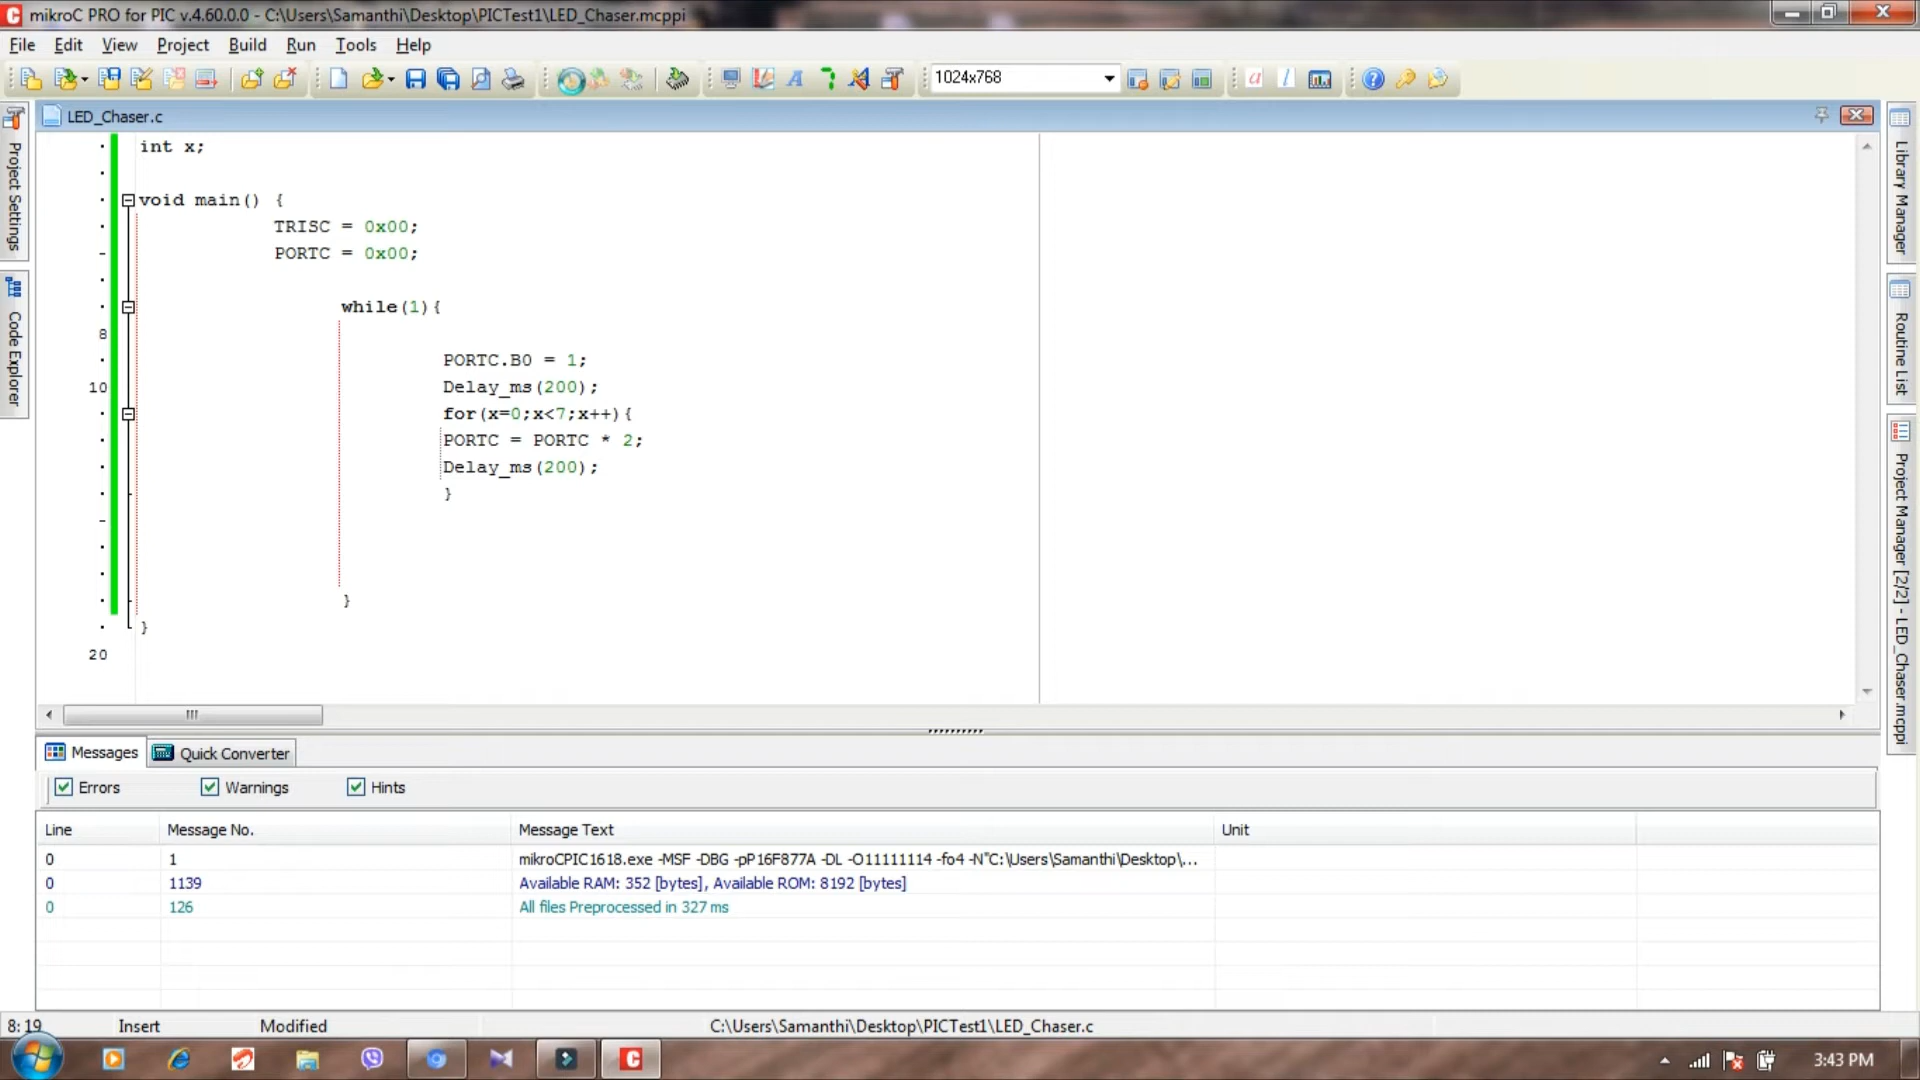 mikroC PRO for PIC v.4.60.0.0 - C:\Users\Samanthi\Desktop\PICTest1\LED_Chaser.mcppi
File Edit View Project Build Run Tools Help
1024x768
LED_Chaser.c
Project Settings
Code Explorer
int x;
void main() {
TRISC = 0x00;
PORTC = 0x00;
while(1){
8
PORTC.B0 = 1;
10 Delay_ms(200);
for(x=0;x<7;x++){
PORTC = PORTC * 2;
Delay_ms(200);
}
}
}
20
Library Manager
Routine List
Project Manager [2/2] - LED_Chaser.mcppi
Messages Quick Converter
Errors Warnings Hints
Line Message No. Message Text Unit
0 1 mikroCPIC1618.exe -MSF -DBG -pP16F877A -DL -O11111114 -fo4 -N"C:\Users\Samanthi\Desktop\...
0 1139 Available RAM: 352 [bytes], Available ROM: 8192 [bytes]
0 126 All files Preprocessed in 327 ms
8: 19 Insert Modified C:\Users\Samanthi\Desktop\PICTest1\LED_Chaser.c
3:43 PM